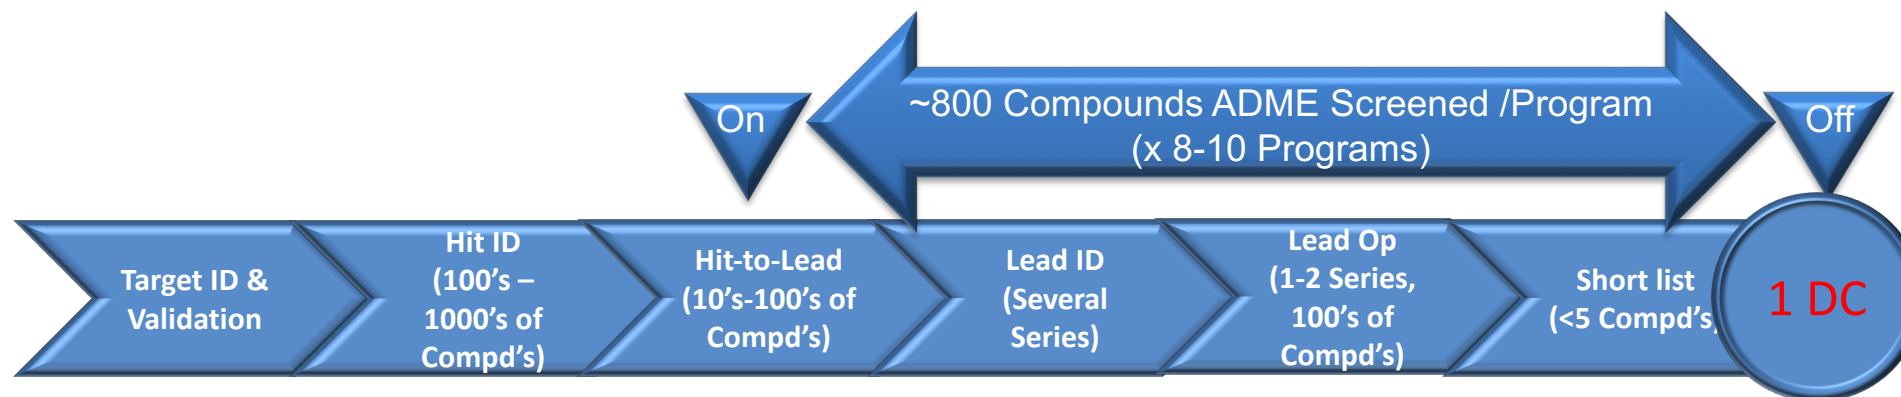 On
~800 Compounds ADME Screened /Program
(x 8-10 Programs)
Off
Target ID &
Validation
Hit ID
(100's –
1000's of
Compd's)
Hit-to-Lead
(10's-100's of
Compd's)
Lead ID
(Several
Series)
Lead Op
(1-2 Series,
100's of
Compd's)
Short list
(<5 Compd's)
1 DC